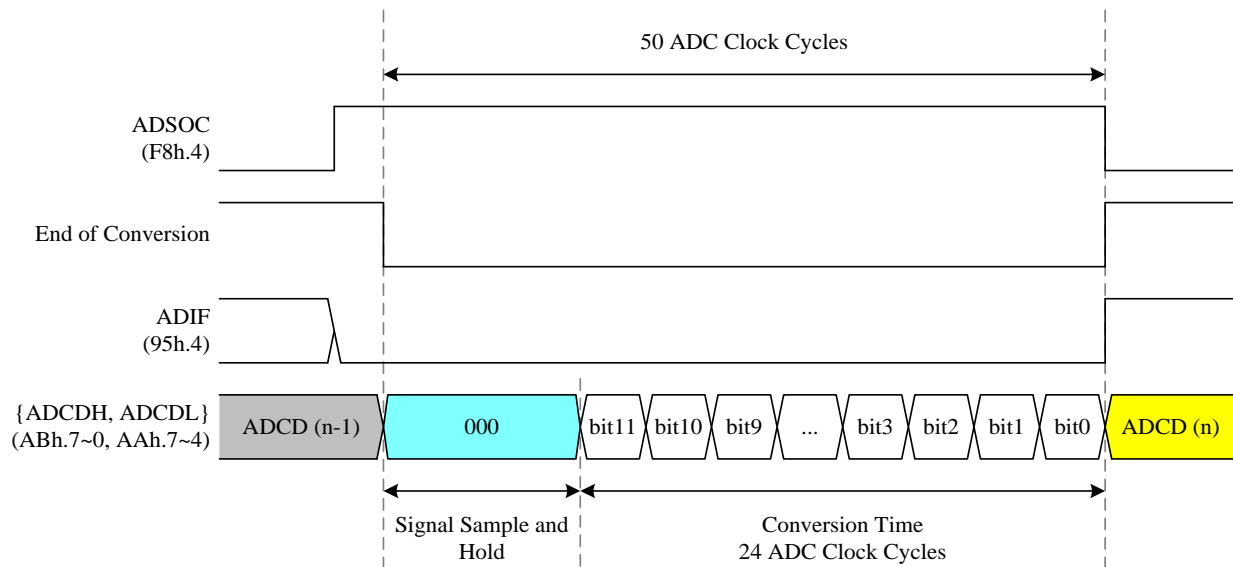 50 ADC Clock Cycles
ADSOC
(F8h.4)
End of Conversion
ADIF
(95h.4)
{ADCDH, ADCDL}
(ABh.7~0, AAh.7~4)
ADCD (n-1)
000
bit11
bit10
bit9
...
bit3
bit2
bit1
bit0
ADCD (n)
Signal Sample and
Hold
Conversion Time
24 ADC Clock Cycles